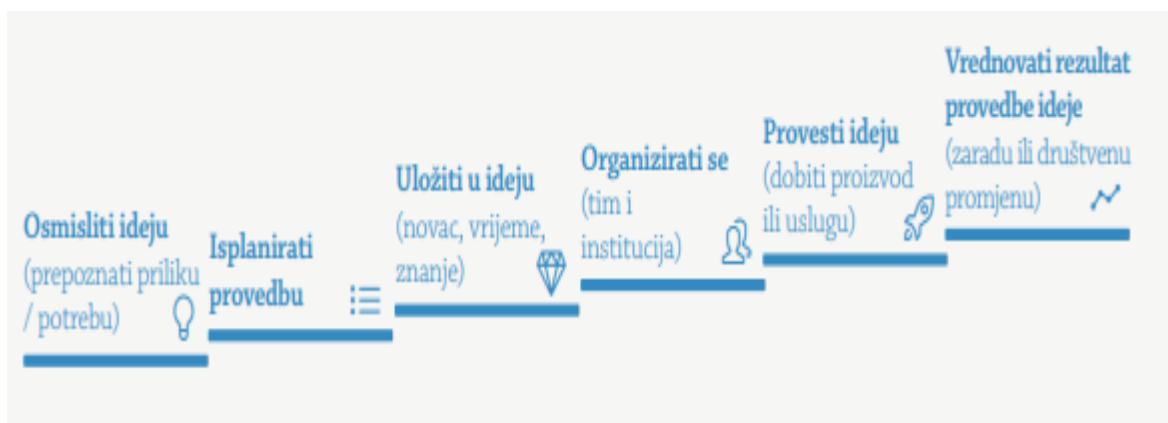 Osmisliti ideju
(prepoznati priliku
/ potrebu)
Isplanirati
provedbu
Uložiti u ideju
(novac, vrijeme,
znanje)
Organizirati se
(tim i
institucija)
Provesti ideju
(dobiti proizvod
ili uslugu)
Vrednovati rezultat
provedbe ideje
(zaradu ili društvenu
promjenu)